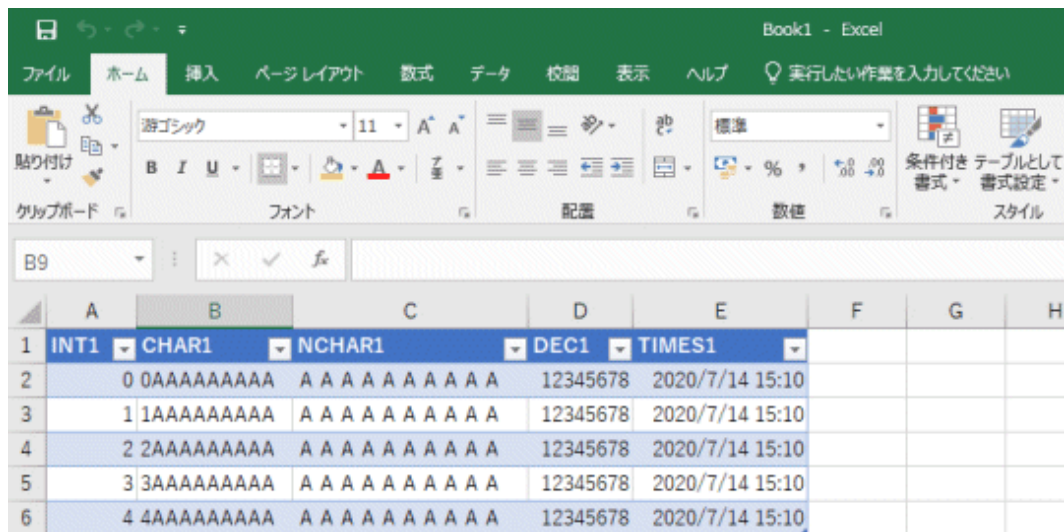 Book1 - Excel
ファイル ホーム 挿入 ページ レイアウト 数式 データ 校閲 表示 ヘルプ 実行したい作業を入力してください
游ゴシック 11 A A 標準
貼り付け B I U A 条件付き書式 テーブルとして書式設定
クリップボード フォント 配置 数値 スタイル
B9 fx
A B C D E F G H
1 INT1 CHAR1 NCHAR1 DEC1 TIMES1
2 0 0AAAAAAAAA ＡＡＡＡＡＡＡＡＡＡ 12345678 2020/7/14 15:10
3 1 1AAAAAAAAA ＡＡＡＡＡＡＡＡＡＡ 12345678 2020/7/14 15:10
4 2 2AAAAAAAAA ＡＡＡＡＡＡＡＡＡＡ 12345678 2020/7/14 15:10
5 3 3AAAAAAAAA ＡＡＡＡＡＡＡＡＡＡ 12345678 2020/7/14 15:10
6 4 4AAAAAAAAA ＡＡＡＡＡＡＡＡＡＡ 12345678 2020/7/14 15:10